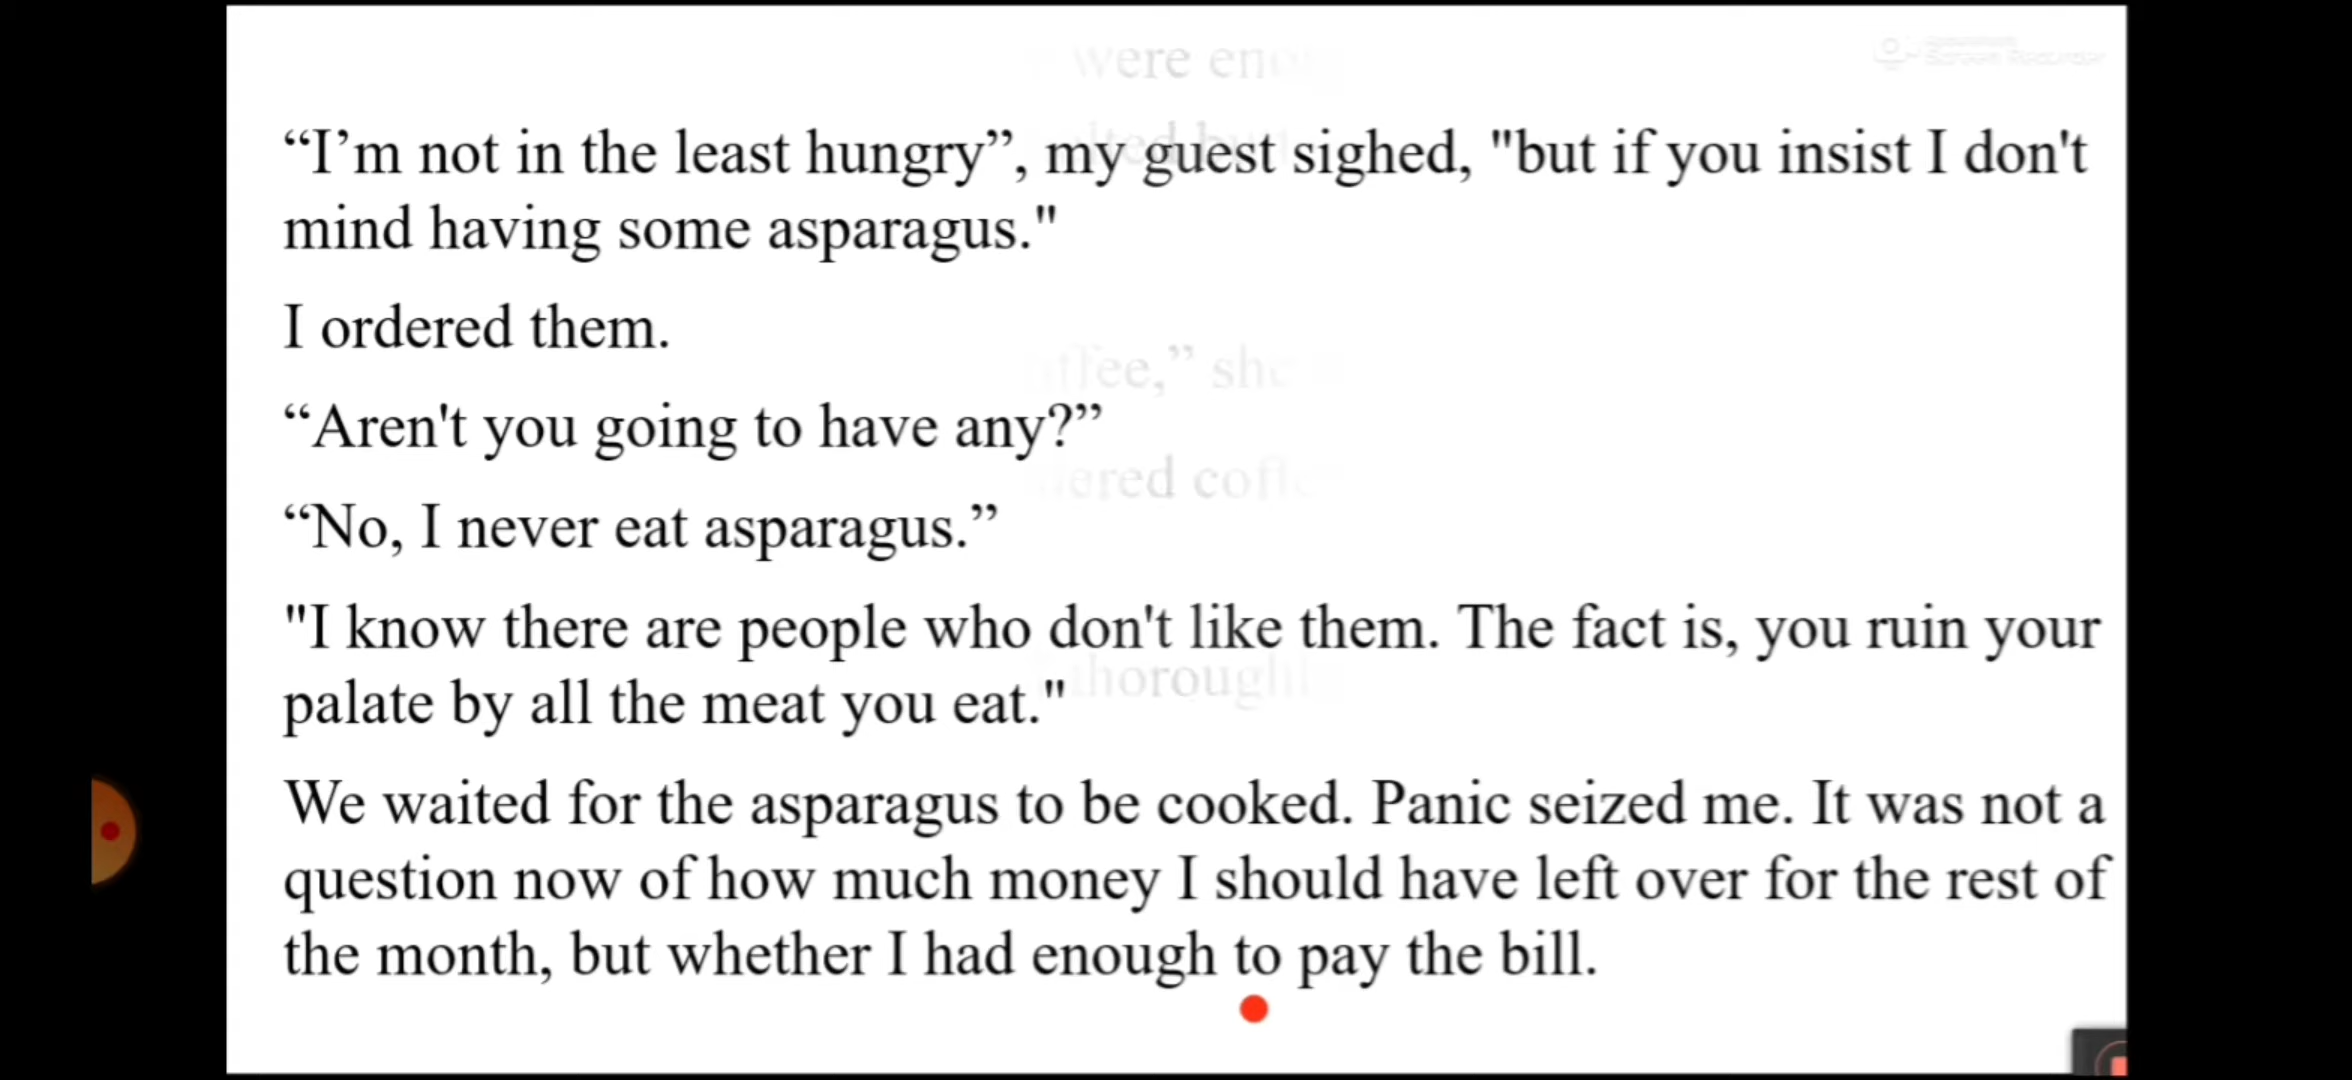 were
“I’m not in the least hungry”, my guest sighed, "but if you insist I don't
mind having some asparagus."
I ordered them.
she
“Aren't you going to have any?”
“No, I never eat asparagus.”
"I know there are people who don't like them. The fact is, you ruin your
palate by all the meat you eat."
We waited for the asparagus to be cooked. Panic seized me. It was not a
question now of how much money I should have left over for the rest of
the month, but whether I had enough to pay the bill.